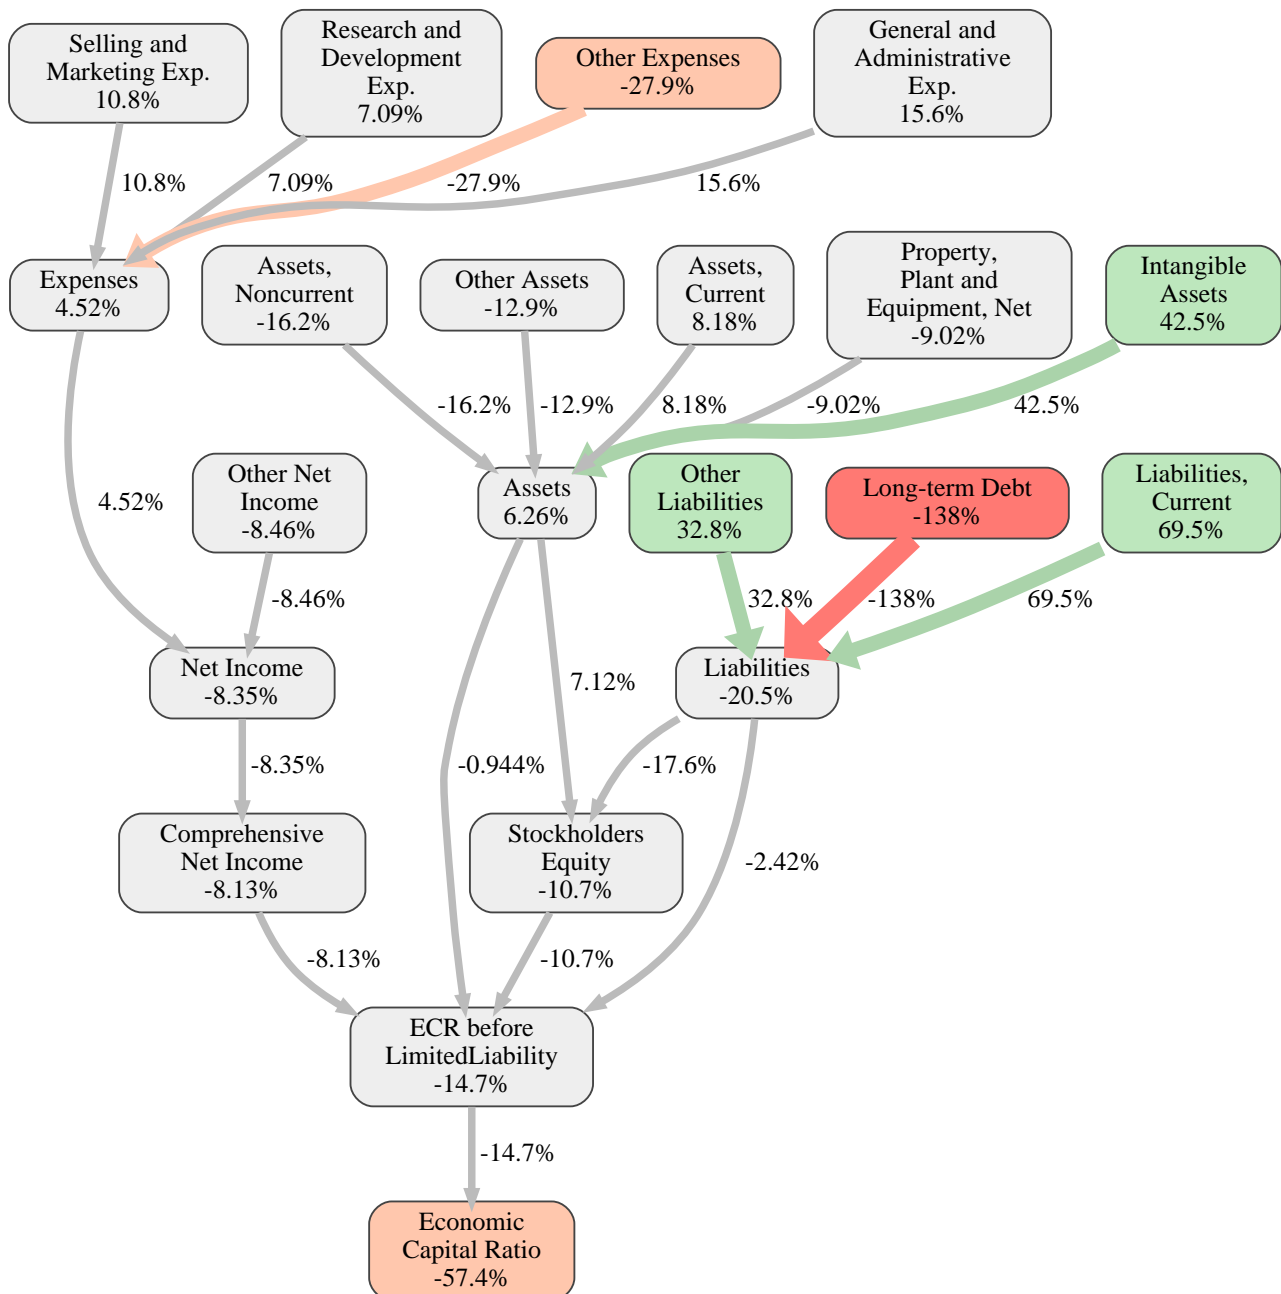 Selling and
Marketing Exp.
10.8%
Research and
Development
Exp.
7.09%
Other Expenses
-27.9%
General and
Administrative
Exp.
15.6%
10.8%
7.09%
-27.9%
15.6%
Expenses
4.52%
Assets,
Noncurrent
-16.2%
Other Assets
-12.9%
Assets,
Current
8.18%
Property,
Plant and
Equipment, Net
-9.02%
Intangible
Assets
42.5%
-16.2%
-12.9%
8.18%
-9.02%
42.5%
Other Net
Income
-8.46%
Assets
6.26%
Other
Liabilities
32.8%
Long-term Debt
-138%
Liabilities,
Current
69.5%
4.52%
-8.46%
32.8%
-138%
69.5%
Net Income
-8.35%
7.12%
Liabilities
-20.5%
-8.35%
-0.944%
-17.6%
Comprehensive
Net Income
-8.13%
Stockholders
Equity
-10.7%
-2.42%
-8.13%
-10.7%
ECR before
LimitedLiability
-14.7%
-14.7%
Economic
Capital Ratio
-57.4%